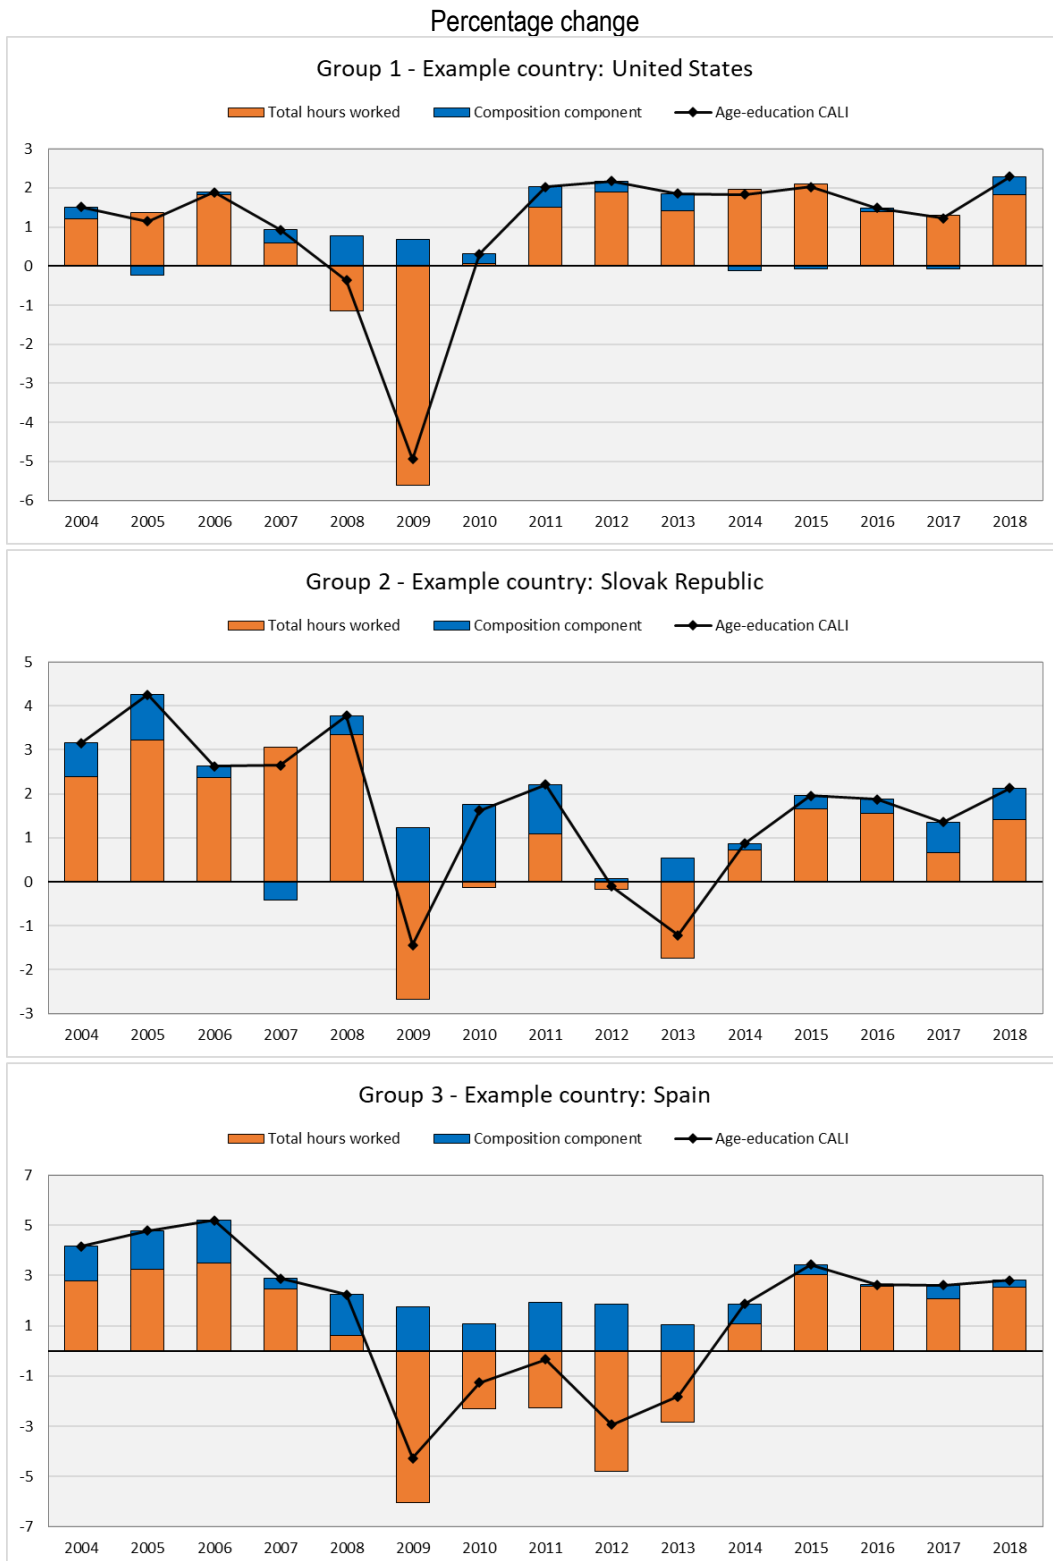 Percentage change
Group 1 - Example country: United States
Total hours worked Composition component Age-education CALI
3
2
1
0
-1
-2
-3
-4
-5
-6
2004 2005 2006 2007 2008 2009 2010 2011 2012 2013 2014 2015 2016 2017 2018
Group 2 - Example country: Slovak Republic
Total hours worked Composition component Age-education CALI
5
4
3
2
1
0
-1
-2
-3
2004 2005 2006 2007 2008 2009 2010 2011 2012 2013 2014 2015 2016 2017 2018
Group 3 - Example country: Spain
Total hours worked Composition component Age-education CALI
7
5
3
1
-1
-3
-5
-7
2004 2005 2006 2007 2008 2009 2010 2011 2012 2013 2014 2015 2016 2017 2018